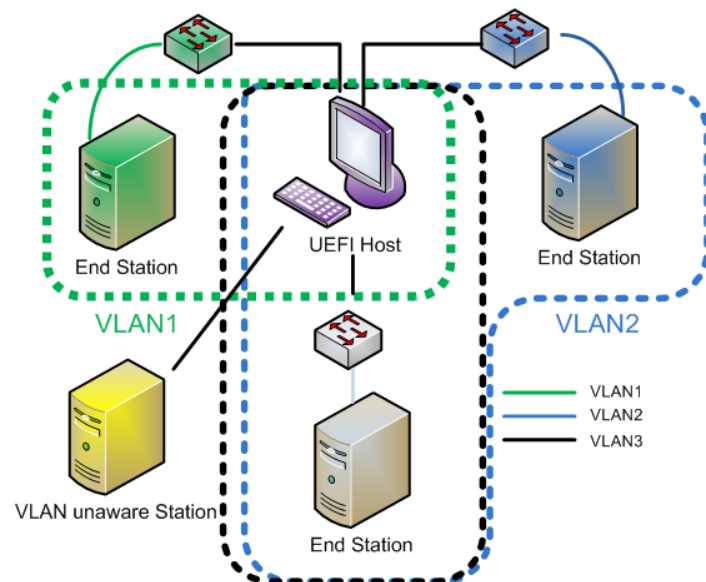 UEFI Host
End Station
End Station
VLAN1
VLAN2
VLAN1
VLAN2
VLAN3
VLAN unaware Station
End Station